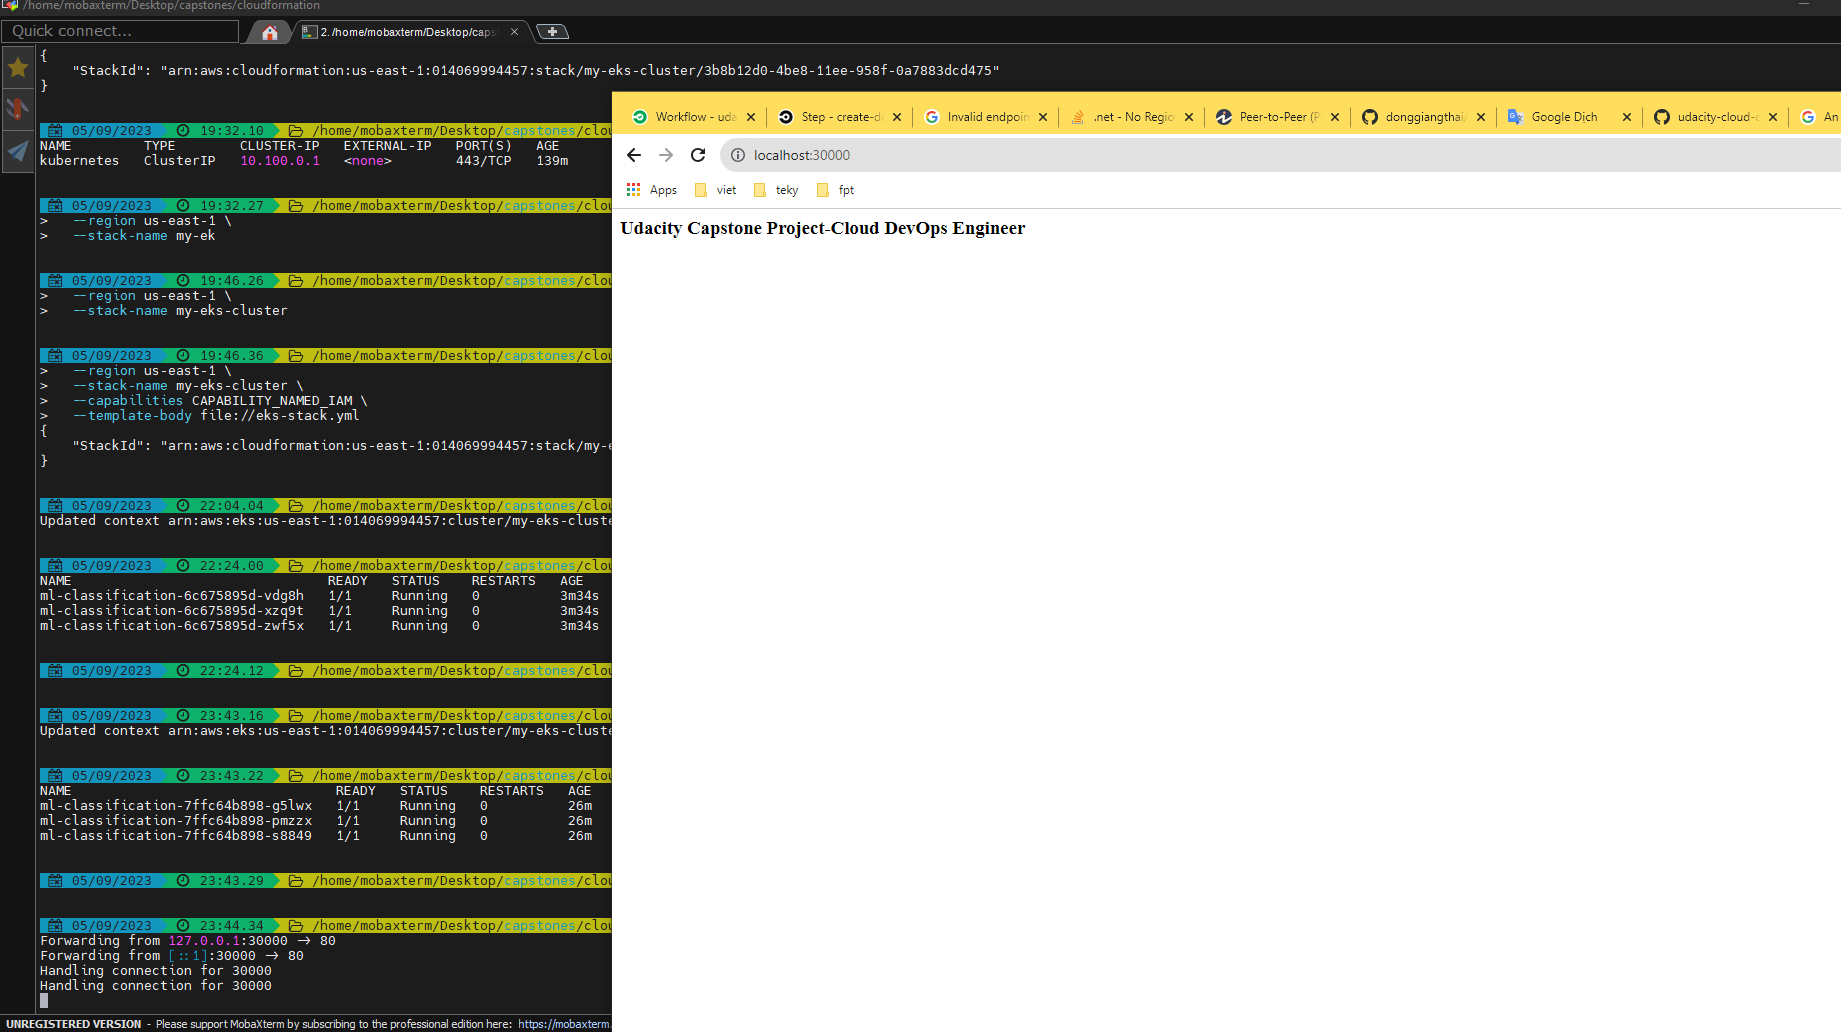 /home/mobaxterm/Desktop/capstones/cloudformation
Quick connect...
2. /home/mobaxterm/Desktop/caps
{
"StackId": "arn:aws:cloudformation:us-east-1:014069994457:stack/my-eks-cluster/3b8b12d0-4be8-11ee-958f-0a7883dcd475"
}
05/09/2023 19:32.10 /home/mobaxterm/Desktop/capstones/clou
NAME TYPE CLUSTER-IP EXTERNAL-IP PORT(S) AGE
kubernetes ClusterIP 10.100.0.1 <none> 443/TCP 139m
05/09/2023 19:32.27 /home/mobaxterm/Desktop/capstones/clou
> --region us-east-1 \
> --stack-name my-ek
05/09/2023 19:46.26 /home/mobaxterm/Desktop/capstones/clou
> --region us-east-1 \
> --stack-name my-eks-cluster
05/09/2023 19:46.36 /home/mobaxterm/Desktop/capstones/clou
> --region us-east-1 \
> --stack-name my-eks-cluster \
> --capabilities CAPABILITY_NAMED_IAM \
> --template-body file://eks-stack.yml
{
"StackId": "arn:aws:cloudformation:us-east-1:014069994457:stack/my-e
}
05/09/2023 22:04.04 /home/mobaxterm/Desktop/capstones/clou
Updated context arn:aws:eks:us-east-1:014069994457:cluster/my-eks-cluste
05/09/2023 22:24.00 /home/mobaxterm/Desktop/capstones/clou
NAME READY STATUS RESTARTS AGE
ml-classification-6c675895d-vdg8h 1/1 Running 0 3m34s
ml-classification-6c675895d-xzq9t 1/1 Running 0 3m34s
ml-classification-6c675895d-zwf5x 1/1 Running 0 3m34s
05/09/2023 22:24.12 /home/mobaxterm/Desktop/capstones/clou
05/09/2023 23:43.16 /home/mobaxterm/Desktop/capstones/clou
Updated context arn:aws:eks:us-east-1:014069994457:cluster/my-eks-cluste
05/09/2023 23:43.22 /home/mobaxterm/Desktop/capstones/clou
NAME READY STATUS RESTARTS AGE
ml-classification-7ffc64b898-g5lwx 1/1 Running 0 26m
ml-classification-7ffc64b898-pmzzx 1/1 Running 0 26m
ml-classification-7ffc64b898-s8849 1/1 Running 0 26m
05/09/2023 23:43.29 /home/mobaxterm/Desktop/capstones/clou
05/09/2023 23:44.34 /home/mobaxterm/Desktop/capstones/clou
Forwarding from 127.0.0.1:30000 -> 80
Forwarding from [::1]:30000 -> 80
Handling connection for 30000
Handling connection for 30000
UNREGISTERED VERSION - Please support MobaXterm by subscribing to the professional edition here: https://mobaxterm.
Workflow - uda
Step - create-de
Invalid endpoin
.net - No Regio
Peer-to-Peer (P
donggiangthai/
Google Dịch
udacity-cloud-c
An
localhost:30000
Apps viet teky fpt
Udacity Capstone Project-Cloud DevOps Engineer